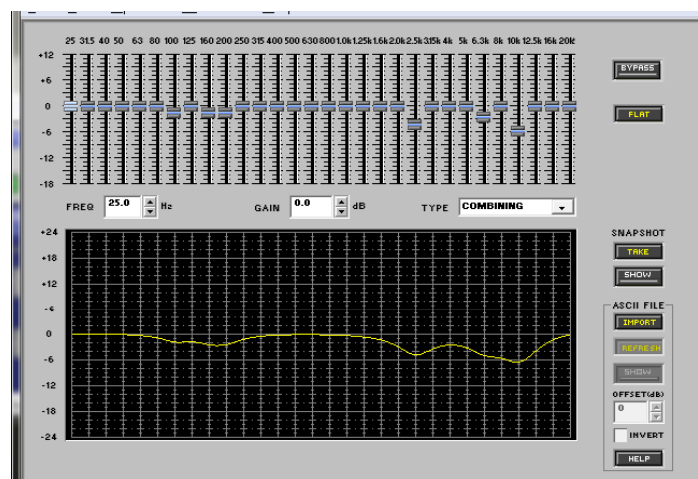 25 31.5 40 50 63 80 100 125 160 200 250 315 400 500 630 800 1.0k 1.25k 1.6k 2.0k 2.5k 3.15k 4k 5k 6.3k 8k 10k 12.5k 16k 20k
+12
+6
0
-6
-12
-18
BYPASS
FLAT
FREQ 25.0 Hz GAIN 0.0 dB TYPE COMBINING
+24
+18
+12
-6
0
-6
-12
-18
-24
SNAPSHOT
TAKE
SHOW
ASCII FILE
IMPORT
REFRESH
SHOW
OFFSET(dB)
0
INVERT
HELP